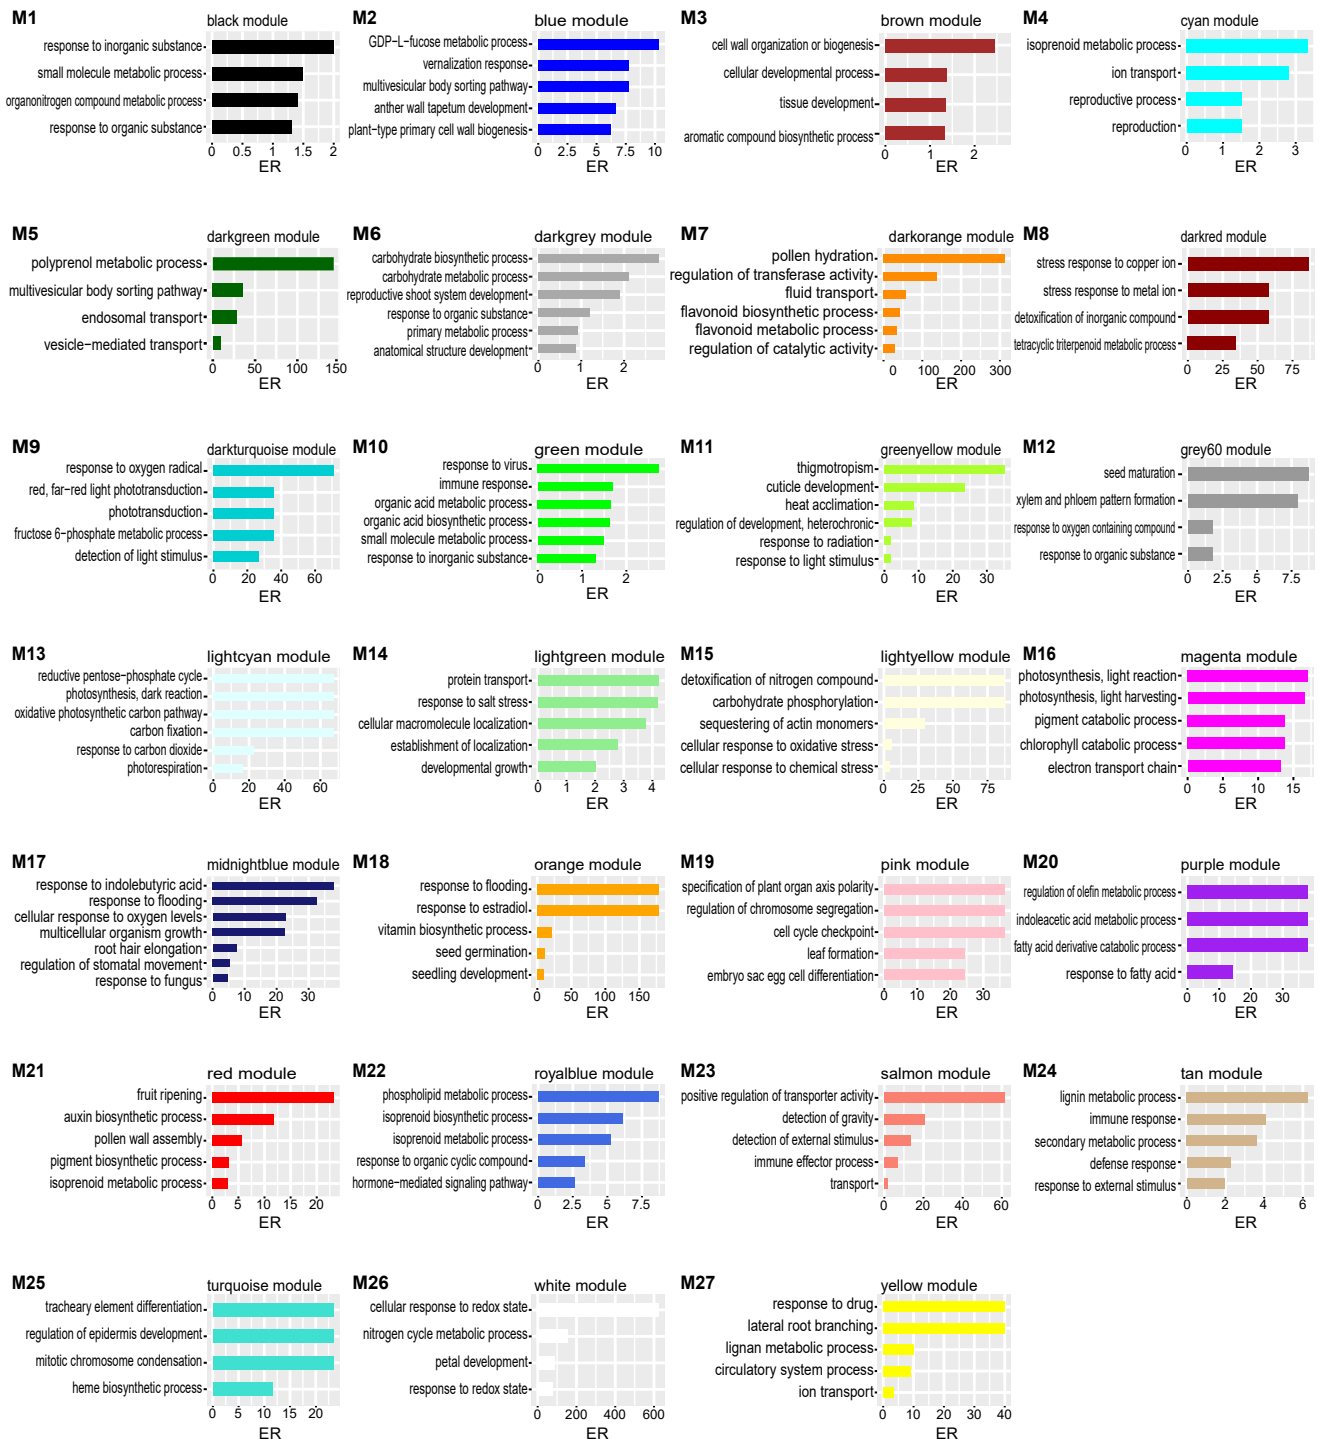 M1
black module
response to inorganic substance
small molecule metabolic process
organonitrogen compound metabolic process
response to organic substance
0 0.5 1 1.5 2
ER
M2
blue module
GDP−L−fucose metabolic process
vernalization response
multivesicular body sorting pathway
anther wall tapetum development
plant−type primary cell wall biogenesis
0 2.5 5 7.5 10
ER
M3
brown module
cell wall organization or biogenesis
cellular developmental process
tissue development
aromatic compound biosynthetic process
0 1 2
ER
M4
cyan module
isoprenoid metabolic process
ion transport
reproductive process
reproduction
0 1 2 3
ER
M5
darkgreen module
polyprenol metabolic process
multivesicular body sorting pathway
endosomal transport
vesicle−mediated transport
0 50 100 150
ER
M6
darkgrey module
carbohydrate biosynthetic process
carbohydrate metabolic process
reproductive shoot system development
response to organic substance
primary metabolic process
anatomical structure development
0 1 2
ER
M7
darkorange module
pollen hydration
regulation of transferase activity
fluid transport
flavonoid biosynthetic process
flavonoid metabolic process
regulation of catalytic activity
0 100 200 300
ER
M8
darkred module
stress response to copper ion
stress response to metal ion
detoxification of inorganic compound
tetracyclic triterpenoid metabolic process
0 25 50 75
ER
M9
darkturquoise module
response to oxygen radical
red, far−red light phototransduction
phototransduction
fructose 6−phosphate metabolic process
detection of light stimulus
0 20 40 60
ER
M10
green module
response to virus
immune response
organic acid metabolic process
organic acid biosynthetic process
small molecule metabolic process
response to inorganic substance
0 1 2
ER
M11
greenyellow module
thigmotropism
cuticle development
heat acclimation
regulation of development, heterochronic
response to radiation
response to light stimulus
0 10 20 30
ER
M12
grey60 module
seed maturation
xylem and phloem pattern formation
response to oxygen containing compound
response to organic substance
0 2.5 5 7.5
ER
M13
lightcyan module
reductive pentose−phosphate cycle
photosynthesis, dark reaction
oxidative photosynthetic carbon pathway
carbon fixation
response to carbon dioxide
photorespiration
0 20 40 60
ER
M14
lightgreen module
protein transport
response to salt stress
cellular macromolecule localization
establishment of localization
developmental growth
0 1 2 3 4
ER
M15
lightyellow module
detoxification of nitrogen compound
carbohydrate phosphorylation
sequestering of actin monomers
cellular response to oxidative stress
cellular response to chemical stress
0 25 50 75
ER
M16
magenta module
photosynthesis, light reaction
photosynthesis, light harvesting
pigment catabolic process
chlorophyll catabolic process
electron transport chain
0 5 10 15
ER
M17
midnightblue module
response to indolebutyric acid
response to flooding
cellular response to oxygen levels
multicellular organism growth
root hair elongation
regulation of stomatal movement
response to fungus
0 10 20 30
ER
M18
orange module
response to flooding
response to estradiol
vitamin biosynthetic process
seed germination
seedling development
0 50 100 150
ER
M19
pink module
specification of plant organ axis polarity
regulation of chromosome segregation
cell cycle checkpoint
leaf formation
embryo sac egg cell differentiation
0 10 20 30
ER
M20
purple module
regulation of olefin metabolic process
indoleacetic acid metabolic process
fatty acid derivative catabolic process
response to fatty acid
0 10 20 30
ER
M21
red module
fruit ripening
auxin biosynthetic process
pollen wall assembly
pigment biosynthetic process
isoprenoid metabolic process
0 5 10 15 20
ER
M22
royalblue module
phospholipid metabolic process
isoprenoid biosynthetic process
isoprenoid metabolic process
response to organic cyclic compound
hormone−mediated signaling pathway
0 2.5 5 7.5
ER
M23
salmon module
positive regulation of transporter activity
detection of gravity
detection of external stimulus
immune effector process
transport
0 20 40 60
ER
M24
tan module
lignin metabolic process
immune response
secondary metabolic process
defense response
response to external stimulus
0 2 4 6
ER
M25
turquoise module
tracheary element differentiation
regulation of epidermis development
mitotic chromosome condensation
heme biosynthetic process
0 5 10 15 20
ER
M26
white module
cellular response to redox state
nitrogen cycle metabolic process
petal development
response to redox state
0 200 400 600
ER
M27
yellow module
response to drug
lateral root branching
lignan metabolic process
circulatory system process
ion transport
0 10 20 30 40
ER